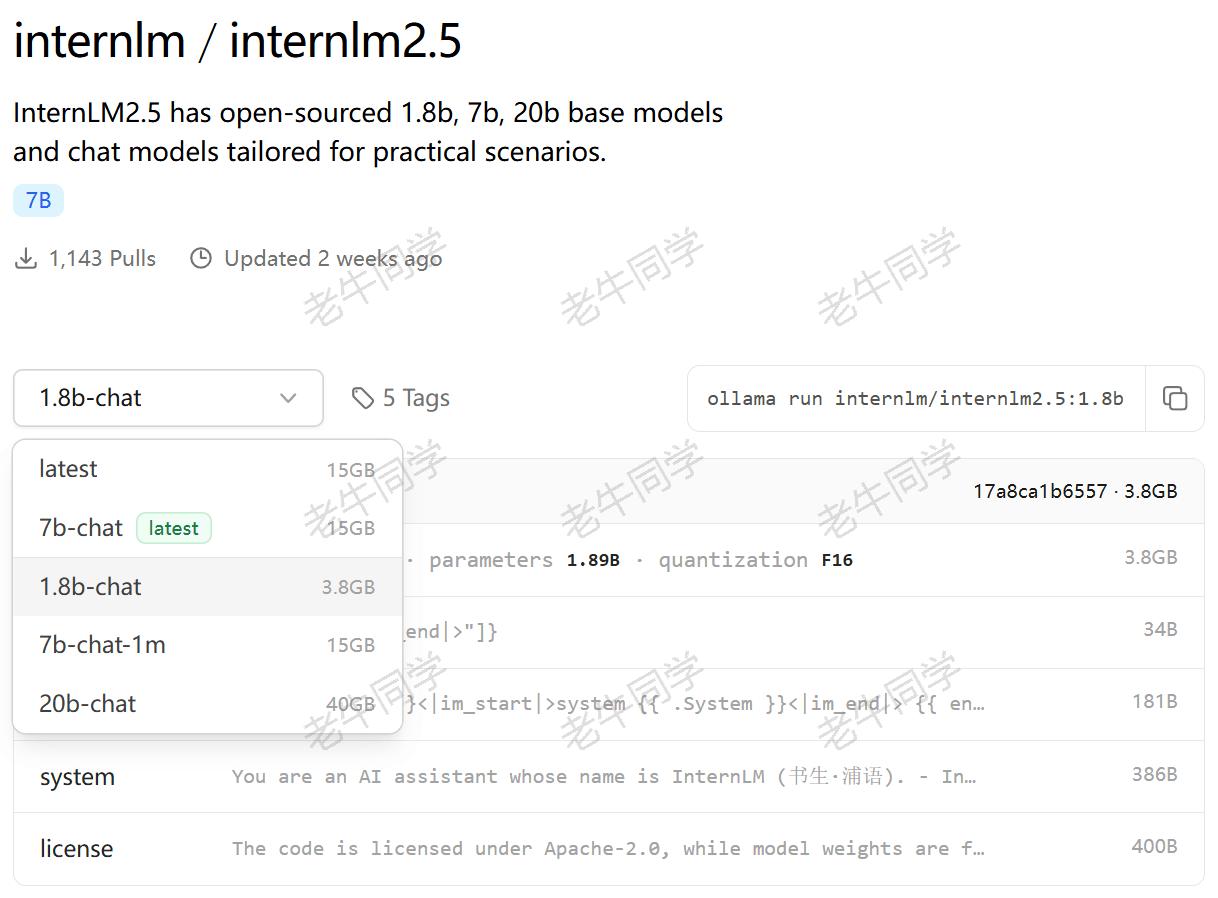 internlm / internlm2.5
InternLM2.5 has open-sourced 1.8b, 7b, 20b base models
and chat models tailored for practical scenarios.
7B
1,143 Pulls Updated 2 weeks ago
老牛同学 老牛同学 老牛同学
1.8b-chat 5 Tags ollama run internlm/internlm2.5:1.8b
latest 15GB
17a8ca1b6557 · 3.8GB
老牛同学 老牛同学 老牛同学
7b-chat latest 15GB
· parameters 1.89B · quantization F16 3.8GB
1.8b-chat 3.8GB
_end|>"]} 34B
7b-chat-1m 15GB
20b-chat 40GB
}<|im_start|>system {{ .System }}<|im_end|> {{ en… 181B
老牛同学 老牛同学 老牛同学
system You are an AI assistant whose name is InternLM (书生·浦语). - In… 386B
license The code is licensed under Apache-2.0, while model weights are f… 400B